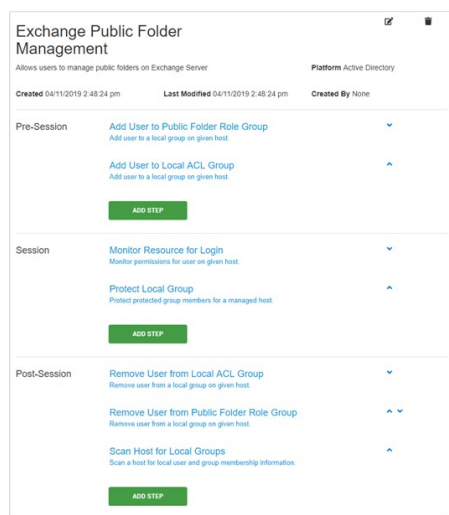 Exchange Public Folder
Management
Allows users to manage public folders on Exchange Server
Platform Active Directory
Created 04/11/2019 2:48:24 pm
Last Modified 04/11/2019 2:48:24 pm
Created By None
Pre-Session
Add User to Public Folder Role Group
Add user to a local group on given host.
Add User to Local ACL Group
Add user to a local group on given host.
ADD STEP
Session
Monitor Resource for Login
Monitor permissions for user on given host.
Protect Local Group
Protect protected group members for a managed host.
ADD STEP
Post-Session
Remove User from Local ACL Group
Remove user from a local group on given host.
Remove User from Public Folder Role Group
Remove user from a local group on given host.
Scan Host for Local Groups
Scan a host for local user and group membership information.
ADD STEP